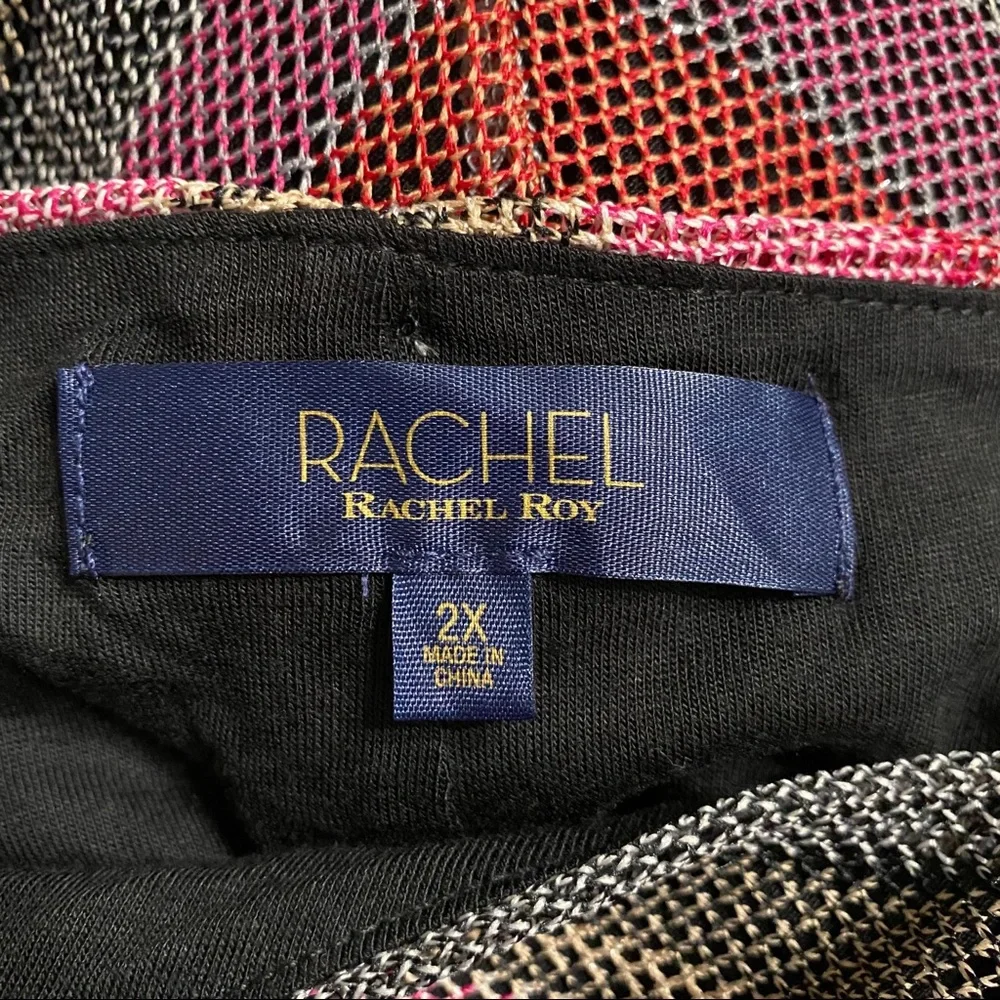 RACHEL
RACHEL ROY
2X
MADE IN
CHINA